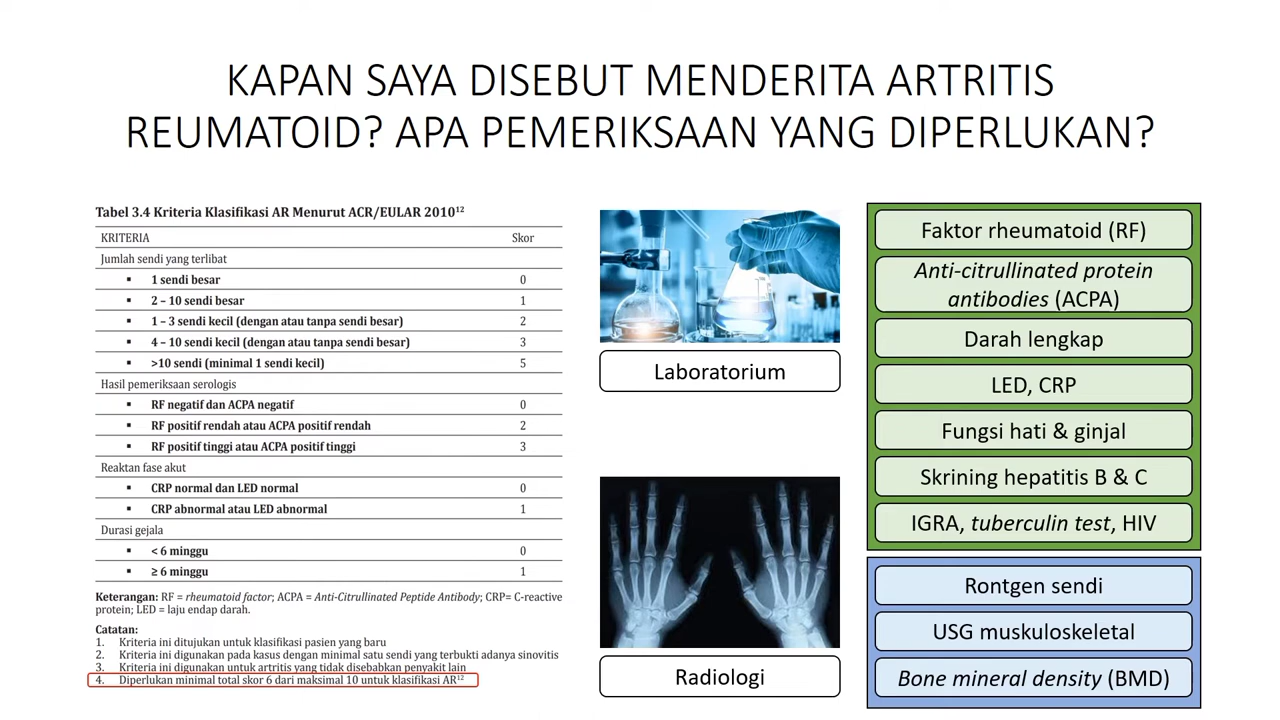 KAPAN SAYA DISEBUT MENDERITA ARTRITIS
REUMATOID? APA PEMERIKSAAN YANG DIPERLUKAN?
Tabel 3.4 Kriteria Klasifikasi AR Menurut ACR/EULAR 2010¹²
KRITERIA Skor
Jumlah sendi yang terlibat
▪ 1 sendi besar 0
▪ 2 – 10 sendi besar 1
▪ 1 – 3 sendi kecil (dengan atau tanpa sendi besar) 2
▪ 4 – 10 sendi kecil (dengan atau tanpa sendi besar) 3
▪ >10 sendi (minimal 1 sendi kecil) 5
Hasil pemeriksaan serologis
▪ RF negatif dan ACPA negatif 0
▪ RF positif rendah atau ACPA positif rendah 2
▪ RF positif tinggi atau ACPA positif tinggi 3
Reaktan fase akut
▪ CRP normal dan LED normal 0
▪ CRP abnormal atau LED abnormal 1
Durasi gejala
▪ < 6 minggu 0
▪ ≥ 6 minggu 1
Keterangan: RF = rheumatoid factor; ACPA = Anti-Citrullinated Peptide Antibody; CRP= C-reactive
protein; LED = laju endap darah.
Catatan:
1. Kriteria ini ditujukan untuk klasifikasi pasien yang baru
2. Kriteria ini digunakan pada kasus dengan minimal satu sendi yang terbukti adanya sinovitis
3. Kriteria ini digunakan untuk artritis yang tidak disebabkan penyakit lain
4. Diperlukan minimal total skor 6 dari maksimal 10 untuk klasifikasi AR¹²
Laboratorium
Radiologi
Faktor rheumatoid (RF)
Anti-citrullinated protein
antibodies (ACPA)
Darah lengkap
LED, CRP
Fungsi hati & ginjal
Skrining hepatitis B & C
IGRA, tuberculin test, HIV
Rontgen sendi
USG muskuloskeletal
Bone mineral density (BMD)